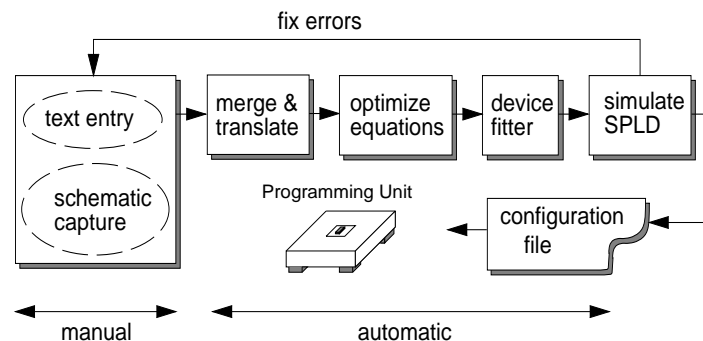 fix errors
text entry
schematic
capture
merge &
translate
optimize
equations
device
fitter
simulate
SPLD
Programming Unit
configuration
file
manual
automatic